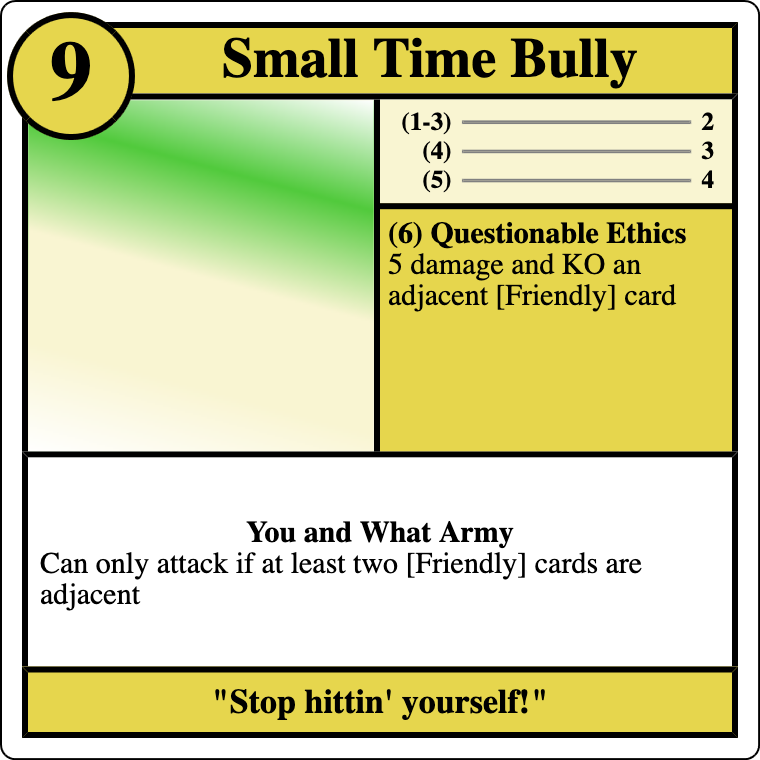 9
Small Time Bully
(1-3) 2
(4) 3
(5) 4
(6) Questionable Ethics
5 damage and KO an
adjacent [Friendly] card
You and What Army
Can only attack if at least two [Friendly] cards are
adjacent
"Stop hittin' yourself!"